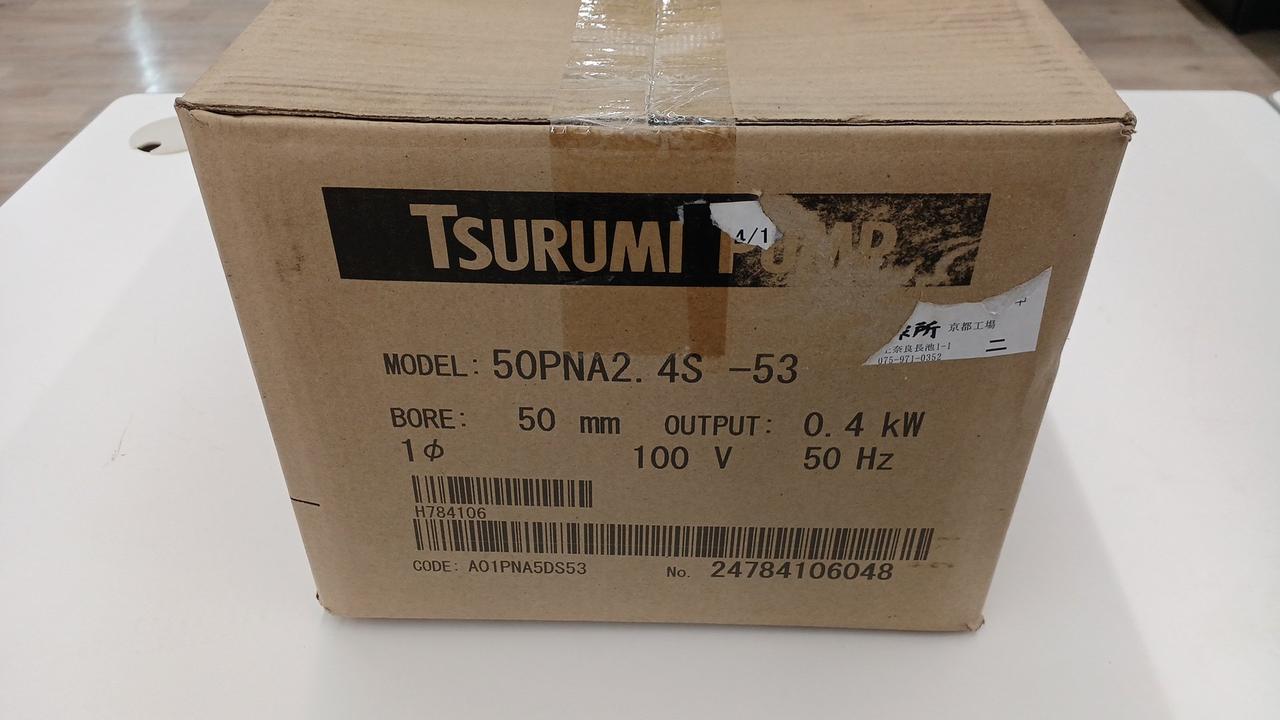 TSURUMI PUMP
4/1
所 京都工場
奈良長池1-1
二
075-971-0352
MODEL: 50PNA2.4S -53
BORE: 50 mm OUTPUT: 0.4 kW
1φ 100 V 50 Hz
H784106
CODE: A01PNA5DS53 No. 24784106048